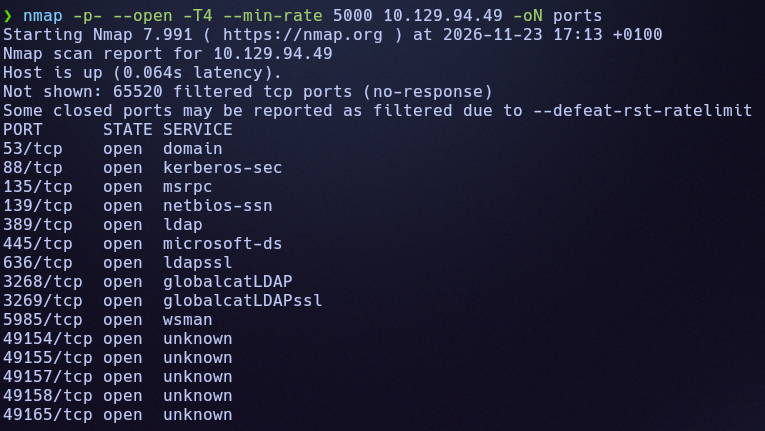 ❯ nmap -p- --open -T4 --min-rate 5000 10.129.94.49 -oN ports
Starting Nmap 7.991 ( https://nmap.org ) at 2026-11-23 17:13 +0100
Nmap scan report for 10.129.94.49
Host is up (0.064s latency).
Not shown: 65520 filtered tcp ports (no-response)
Some closed ports may be reported as filtered due to --defeat-rst-ratelimit
PORT      STATE SERVICE
53/tcp    open  domain
88/tcp    open  kerberos-sec
135/tcp   open  msrpc
139/tcp   open  netbios-ssn
389/tcp   open  ldap
445/tcp   open  microsoft-ds
636/tcp   open  ldapssl
3268/tcp  open  globalcatLDAP
3269/tcp  open  globalcatLDAPssl
5985/tcp  open  wsman
49154/tcp open  unknown
49155/tcp open  unknown
49157/tcp open  unknown
49158/tcp open  unknown
49165/tcp open  unknown